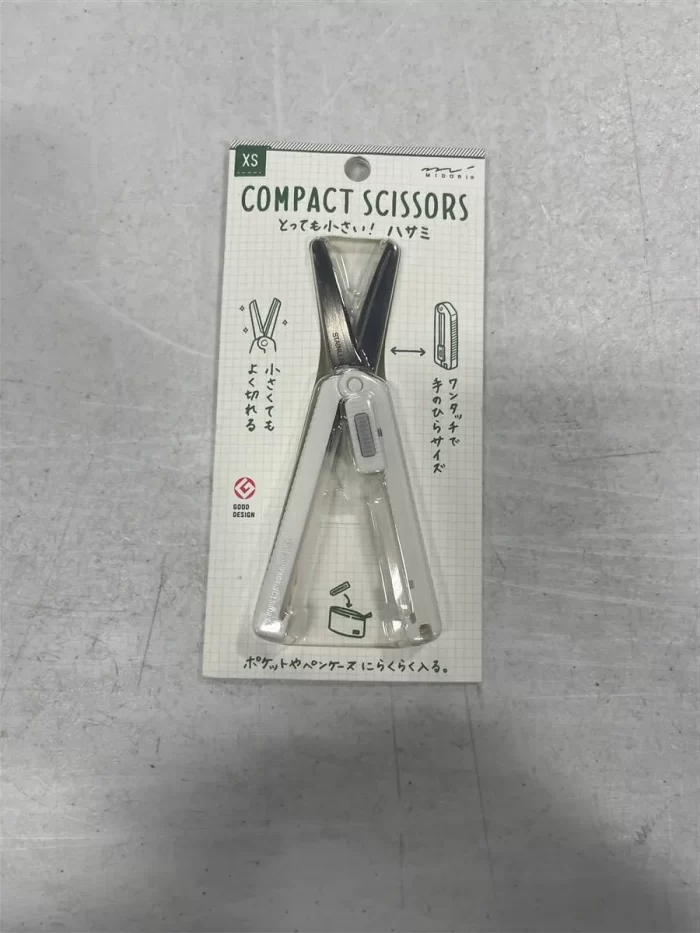 XS
MIDORI
COMPACT SCISSORS
とっても小さい! ハサミ
STAINL
小さくても
よく切れる
ワンタッチで
手のひらサイズ
GOOD
DESIGN
ポケットやペンケースにらくらく入る。